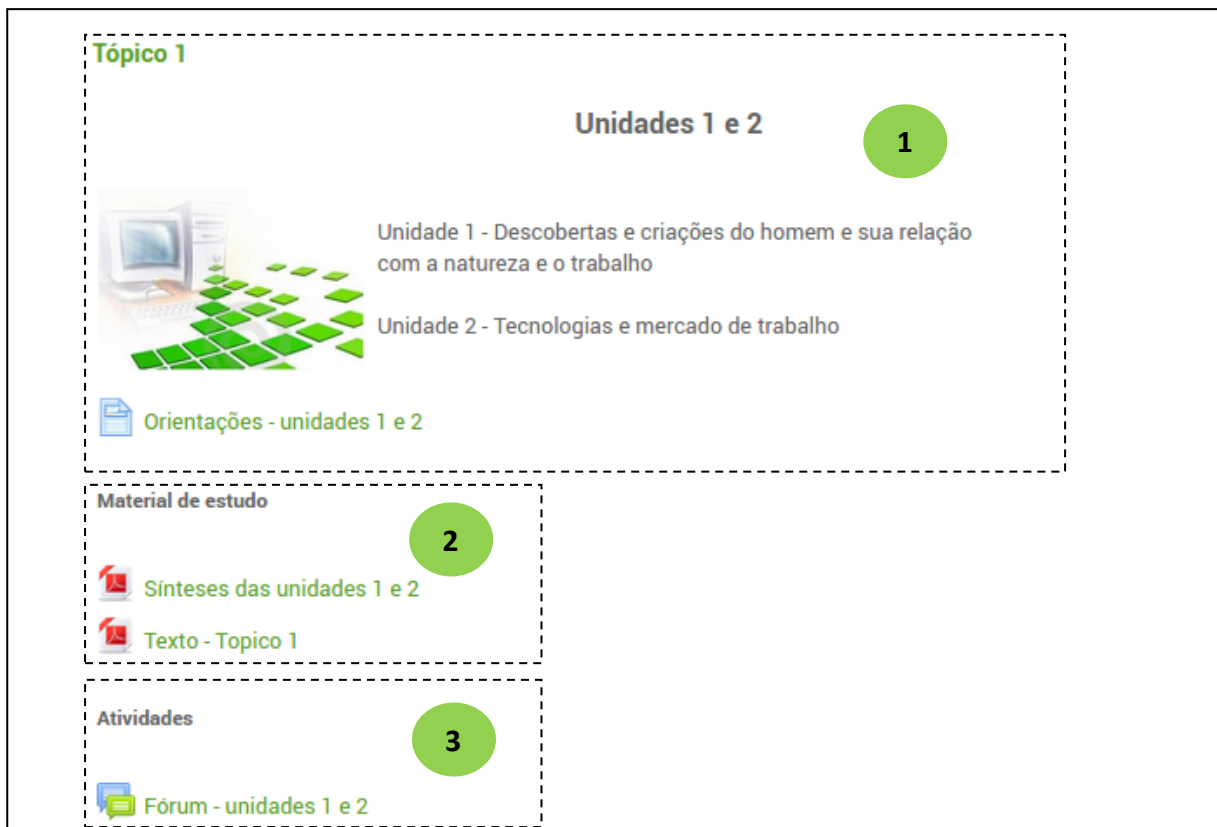 Tópico 1
Unidades 1 e 2
1
Unidade 1 - Descobertas e criações do homem e sua relação
com a natureza e o trabalho
Unidade 2 - Tecnologias e mercado de trabalho
Orientações - unidades 1 e 2
Material de estudo
2
Sínteses das unidades 1 e 2
Texto - Topico 1
Atividades
3
Fórum - unidades 1 e 2